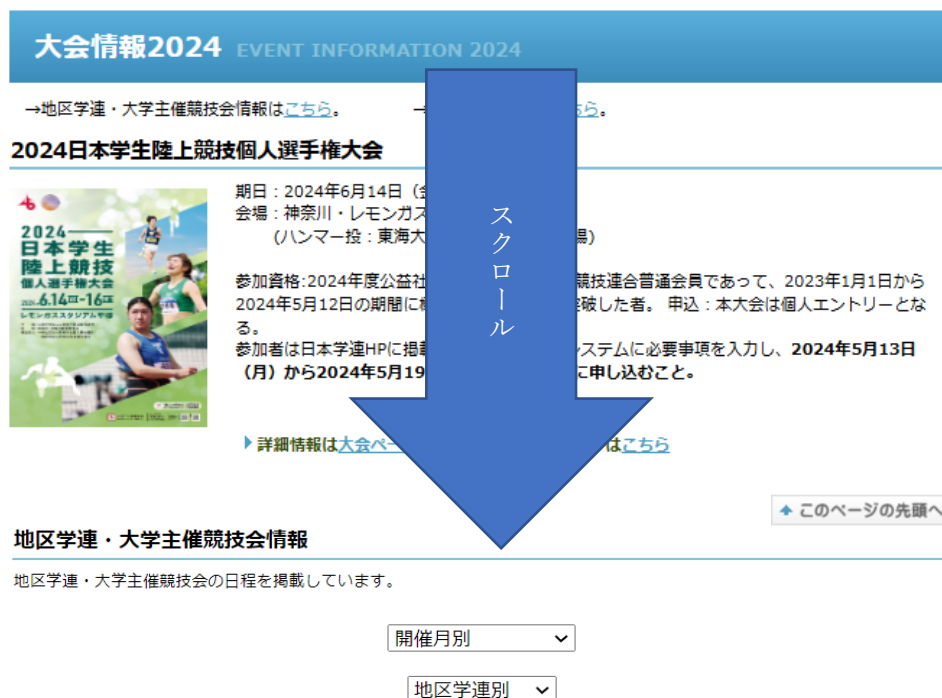 大会情報2024 EVENT INFORMATION 2024
→地区学連・大学主催競技会情報はこちら。 → ちら。
2024日本学生陸上競技個人選手権大会
2024
日本学生
陸上競技
個人選手権大会
2024.6.14㊎-16㊐
レモンガススタジアム平塚
期日:2024年6月14日
会場:神奈川・レモンガス
(ハンマー投:東海大 場)
参加資格:2024年度公益社 競技連合普通会員であって、2023年1月1日から
2024年5月12日の期間に 破した者。 申込:本大会は個人エントリーとな
る。
参加者は日本学連HPに掲 システムに必要事項を入力し、2024年5月13日
(月)から2024年5月19 に申し込むこと。
詳細情報は大会ペー はこちら
スクロール
このページの先頭へ
地区学連・大学主催競技会情報
地区学連・大学主催競技会の日程を掲載しています。
開催月別
地区学連別